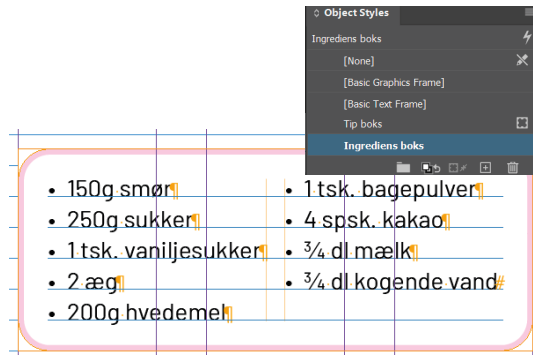 Object Styles
Ingrediens boks
[None]
[Basic Graphics Frame]
[Basic Text Frame]
Tip boks
Ingrediens boks
• 150g smør¶
• 250g sukker¶
• 1 tsk. vaniljesukker¶
• 2 æg¶
• 200g hvedemel¶
• 1 tsk. bagepulver¶
• 4 spsk. kakao¶
• ¾ dl mælk¶
• ¾ dl kogende vand#